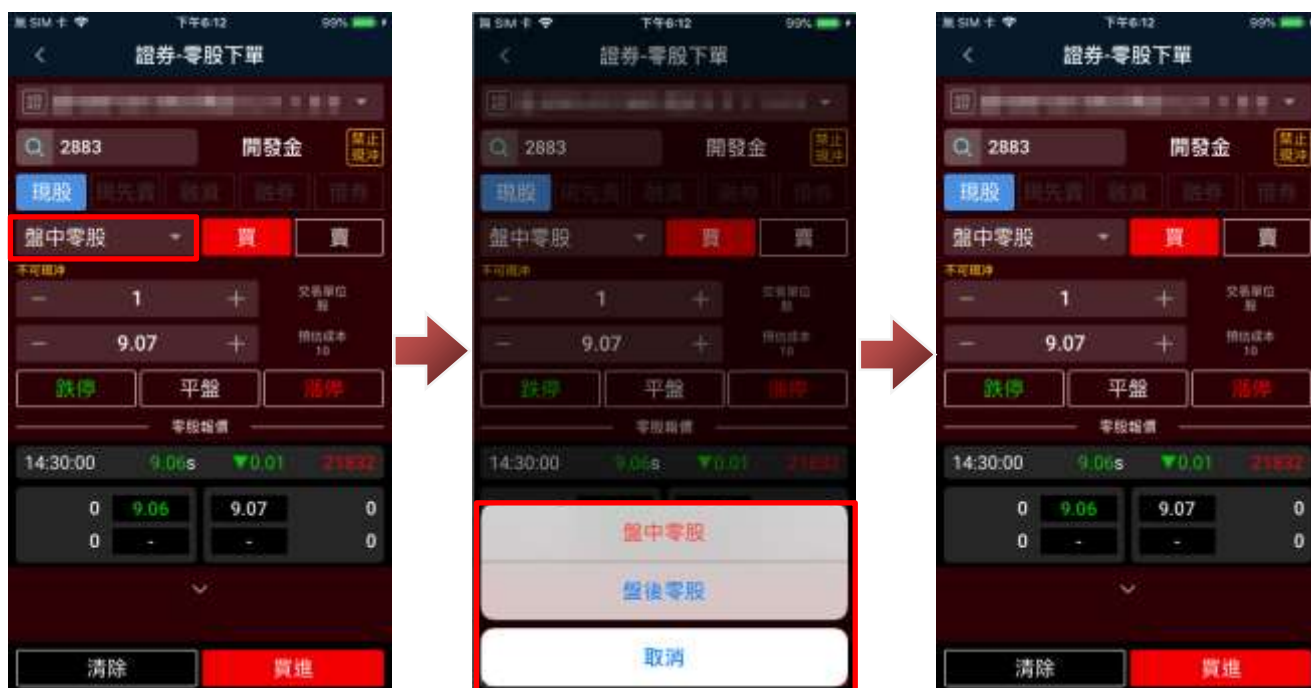 無 SIM 卡 下午6:12 99%
證券-零股下單
證
2883 開發金 禁止現沖
現股 現先賣 融資 融券 借券
盤中零股 買 賣
不可現沖
− 1 + 交易單位 股
− 9.07 + 預估成本 10
跌停 平盤 漲停
零股報價
14:30:00 9.06s ▼0.01 21832
0 9.06 9.07 0
0 - - 0
清除 買進
無 SIM 卡 下午6:12 99%
證券-零股下單
證
2883 開發金 禁止現沖
現股 現先賣 融資 融券 借券
盤中零股 買 賣
不可現沖
− 1 + 交易單位 股
− 9.07 + 預估成本 10
跌停 平盤 漲停
零股報價
14:30:00 9.06s ▼0.01 21832
盤中零股
盤後零股
取消
無 SIM 卡 下午6:12 99%
證券-零股下單
證
2883 開發金 禁止現沖
現股 現先賣 融資 融券 借券
盤中零股 買 賣
不可現沖
− 1 + 交易單位 股
− 9.07 + 預估成本 10
跌停 平盤 漲停
零股報價
14:30:00 9.06s ▼0.01 21832
0 9.06 9.07 0
0 - - 0
清除 買進